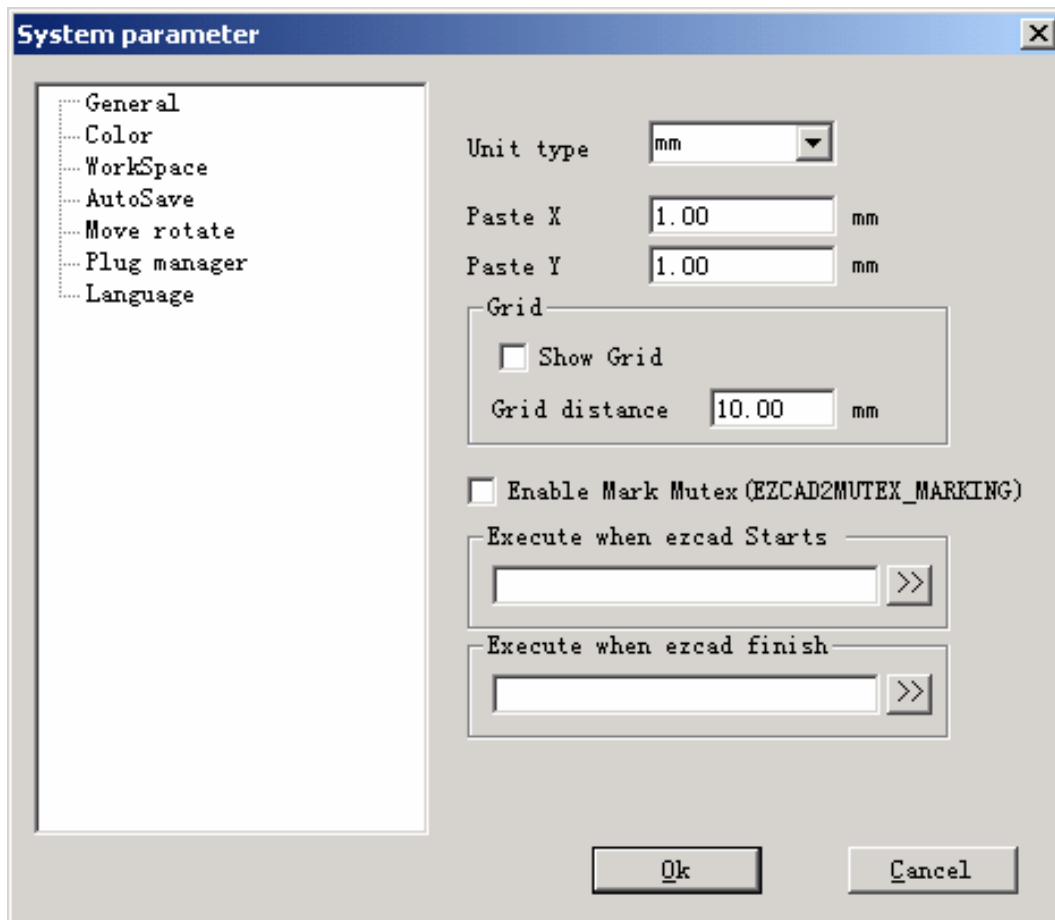 System parameter
General
Color
WorkSpace
AutoSave
Move rotate
Plug manager
Language
Unit type mm
Paste X 1.00 mm
Paste Y 1.00 mm
Grid
Show Grid
Grid distance 10.00 mm
Enable Mark Mutex(EZCAD2MUTEX_MARKING)
Execute when ezcad Starts
>>
Execute when ezcad finish
>>
Ok Cancel